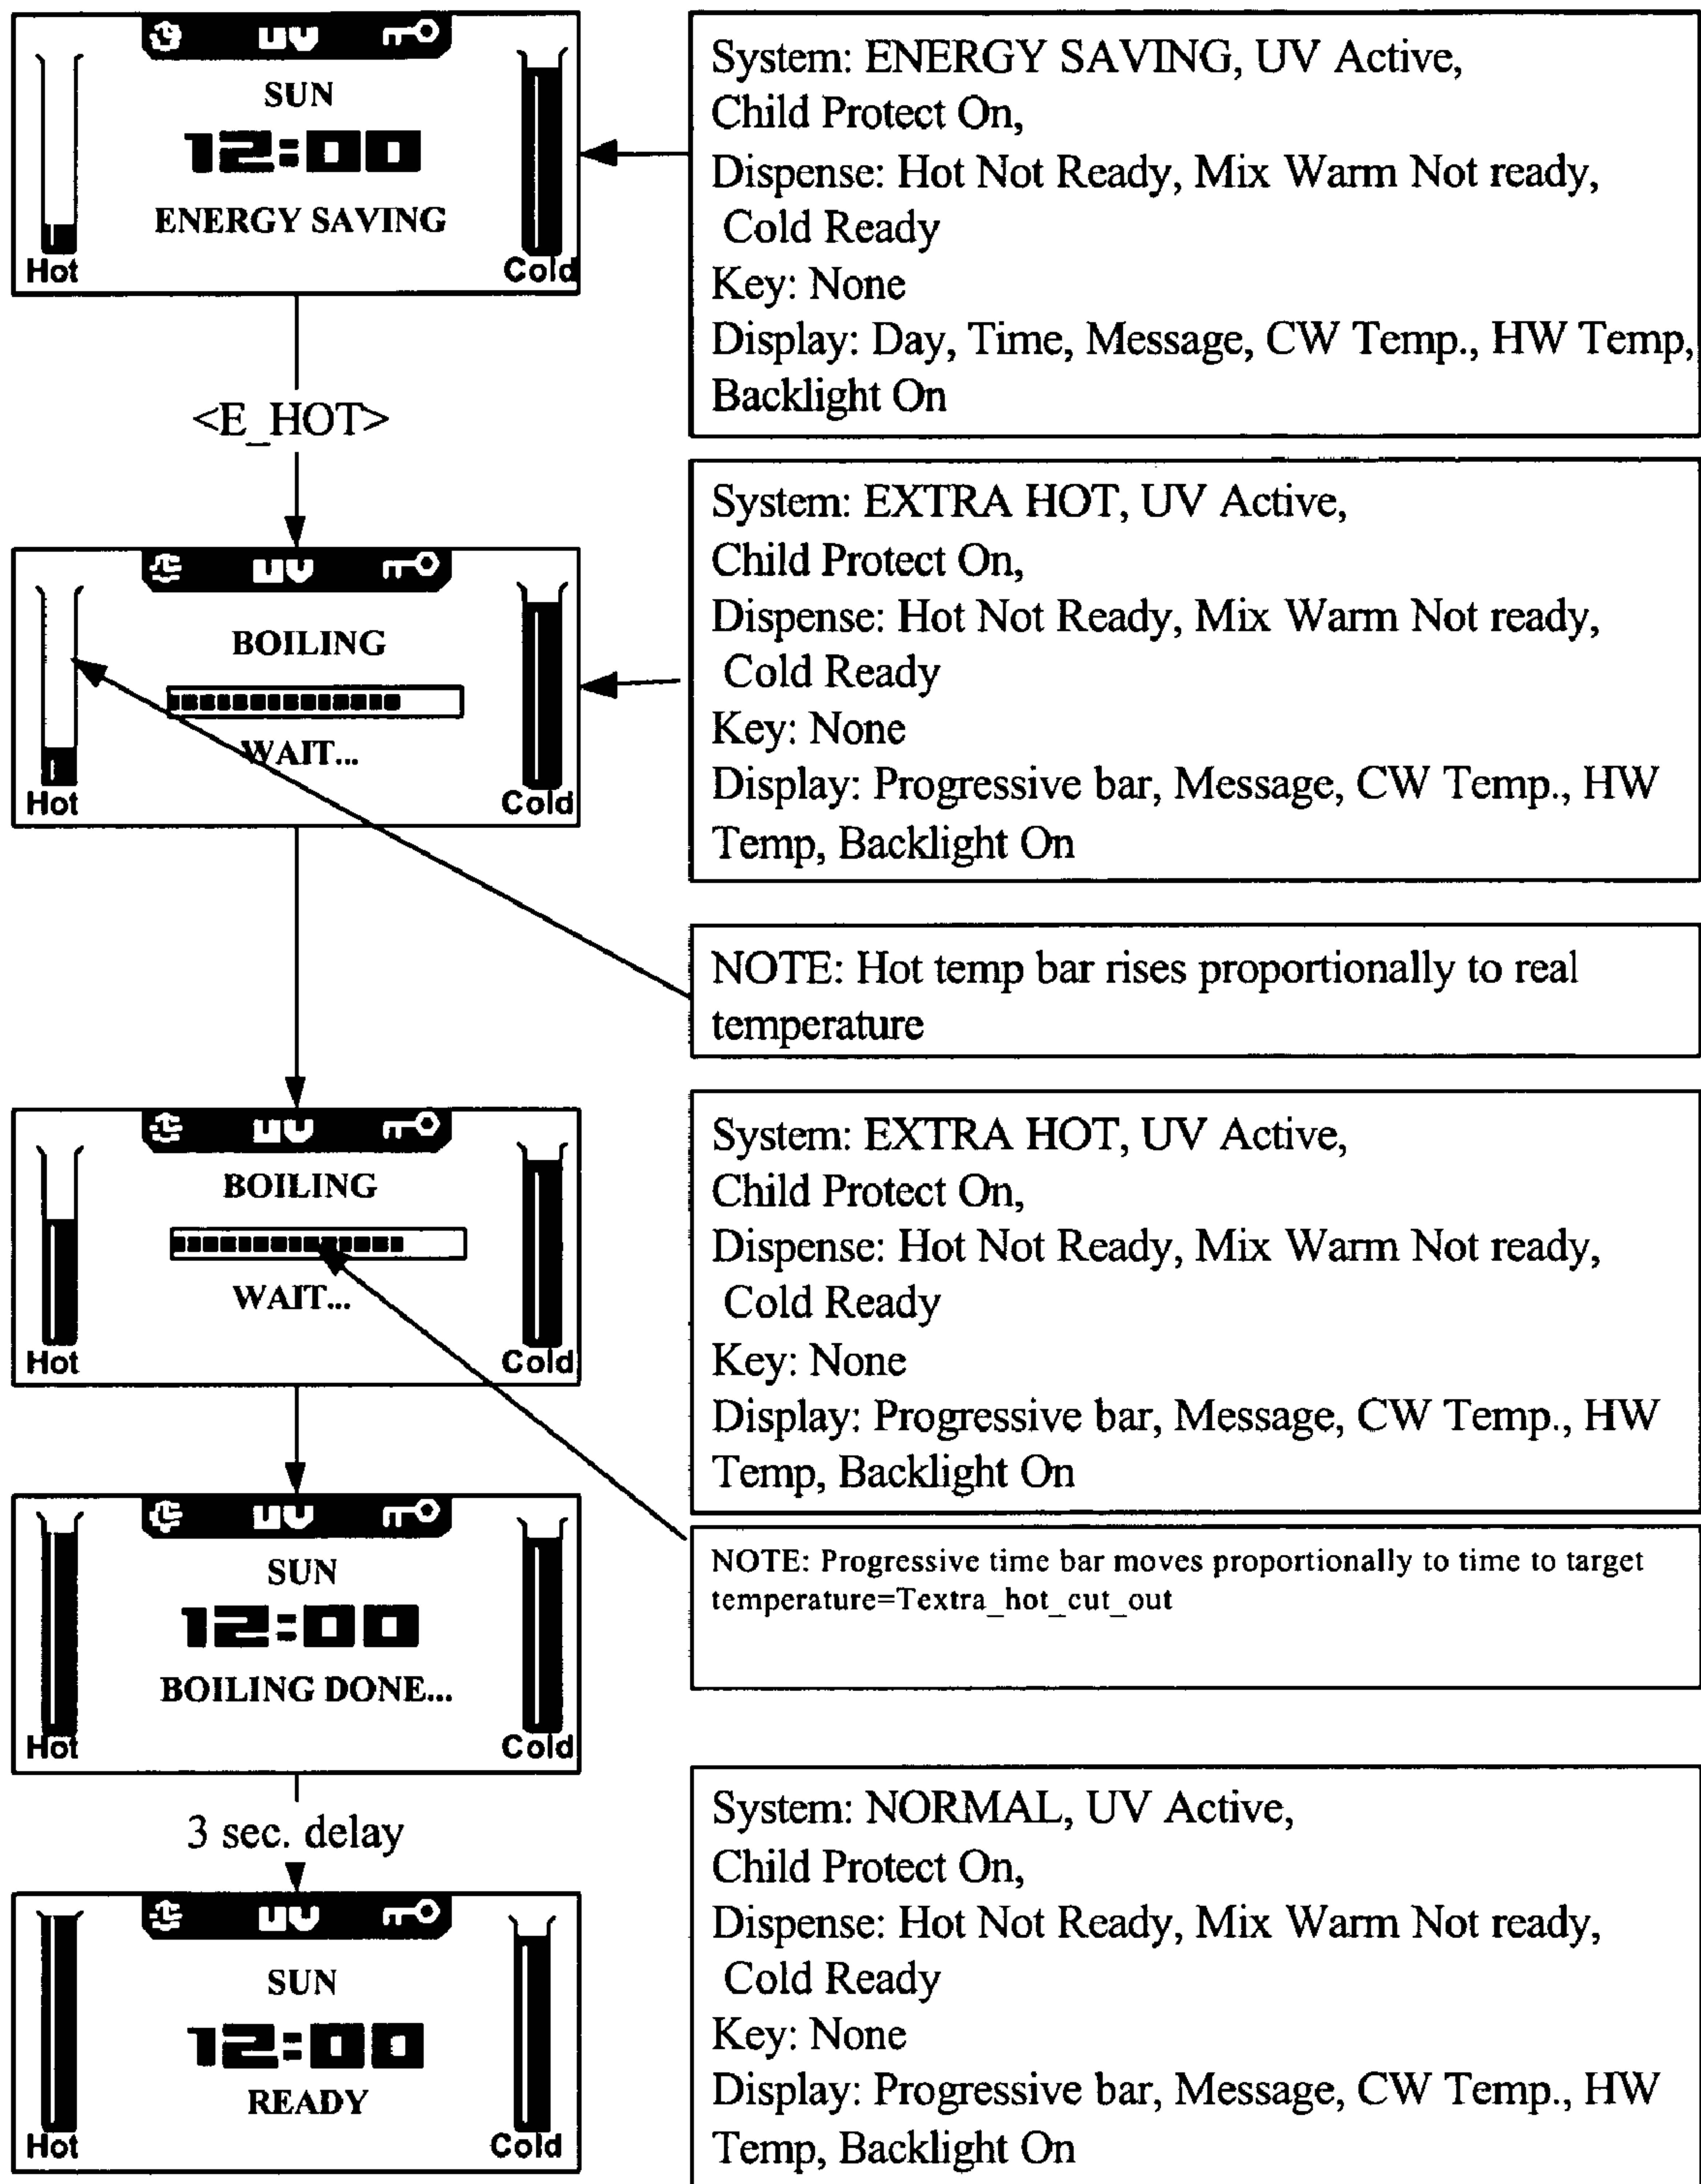 UV
SUN
12:00
ENERGY SAVING
Hot
Cold
System: ENERGY SAVING, UV Active,
Child Protect On,
Dispense: Hot Not Ready, Mix Warm Not ready,
Cold Ready
Key: None
Display: Day, Time, Message, CW Temp., HW Temp,
Backlight On
<E_HOT>
UV
BOILING
WAIT...
Hot
Cold
System: EXTRA HOT, UV Active,
Child Protect On,
Dispense: Hot Not Ready, Mix Warm Not ready,
Cold Ready
Key: None
Display: Progressive bar, Message, CW Temp., HW
Temp, Backlight On
NOTE: Hot temp bar rises proportionally to real
temperature
UV
BOILING
WAIT...
Hot
Cold
System: EXTRA HOT, UV Active,
Child Protect On,
Dispense: Hot Not Ready, Mix Warm Not ready,
Cold Ready
Key: None
Display: Progressive bar, Message, CW Temp., HW
Temp, Backlight On
NOTE: Progressive time bar moves proportionally to time to target
temperature=Textra_hot_cut_out
UV
SUN
12:00
BOILING DONE...
Hot
Cold
3 sec. delay
UV
SUN
12:00
READY
Hot
Cold
System: NORMAL, UV Active,
Child Protect On,
Dispense: Hot Not Ready, Mix Warm Not ready,
Cold Ready
Key: None
Display: Progressive bar, Message, CW Temp., HW
Temp, Backlight On